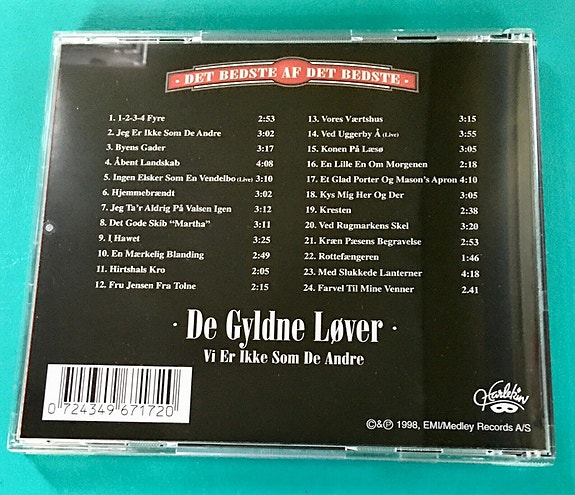 · DET BEDSTE AF DET BEDSTE ·
1. 1-2-3-4 Fyre 2:53
2. Jeg Er Ikke Som De Andre 3:02
3. Byens Gader 3:17
4. Åbent Landskab 4:08
5. Ingen Elsker Som En Vendelbo (Live) 3:10
6. Hjemmebrændt 3:02
7. Jeg Ta'r Aldrig På Valsen Igen 3:12
8. Det Gode Skib "Martha" 3:11
9. I Hawet 3:25
10. En Mærkelig Blanding 2:49
11. Hirtshals Kro 2:05
12. Fru Jensen Fra Tolne 2:15
13. Vores Værtshus 3:15
14. Ved Uggerby Å (Live) 3:55
15. Konen På Læsø 3:05
16. En Lille En Om Morgenen 2:18
17. Et Glad Porter Og Mason's Apron 4:10
18. Kys Mig Her Og Der 3:05
19. Kresten 2:38
20. Ved Rugmarkens Skel 3:20
21. Kræn Pæsens Begravelse 2:53
22. Rottefængeren 1:46
23. Med Slukkede Lanterner 4:18
24. Farvel Til Mine Venner 2.41
· De Gyldne Løver ·
Vi Er Ikke Som De Andre
0 724349 671720
Harlekin
©&℗ 1998, EMI/Medley Records A/S